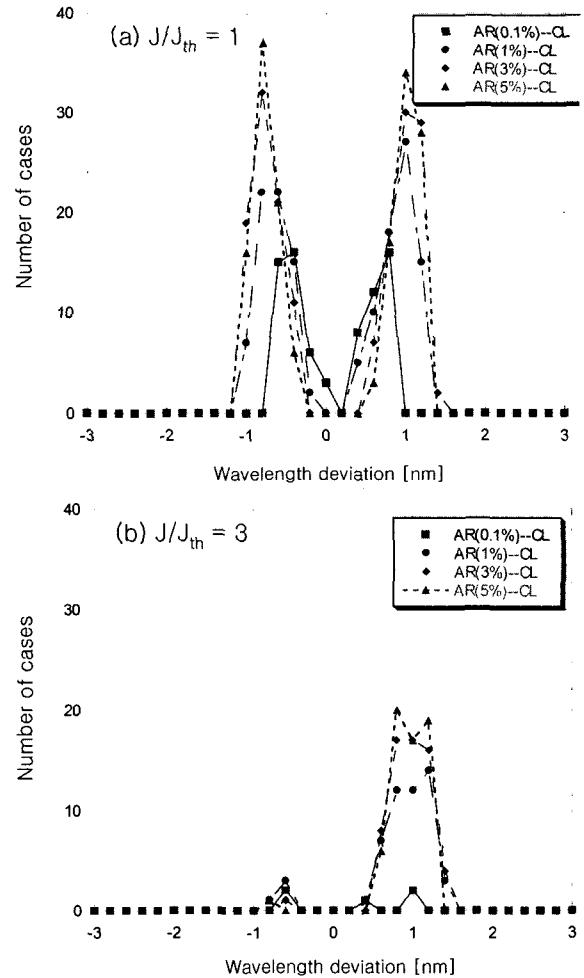 (a) J/Jth = 1
AR(0.1%)--CL
AR(1%)--CL
AR(3%)--CL
AR(5%)--CL
Number of cases
40
30
20
10
0
-3 -2 -1 0 1 2 3
Wavelength deviation [nm]
(b) J/Jth = 3
AR(0.1%)--CL
AR(1%)--CL
AR(3%)--CL
AR(5%)--CL
Number of cases
40
30
20
10
0
-3 -2 -1 0 1 2 3
Wavelength deviation [nm]